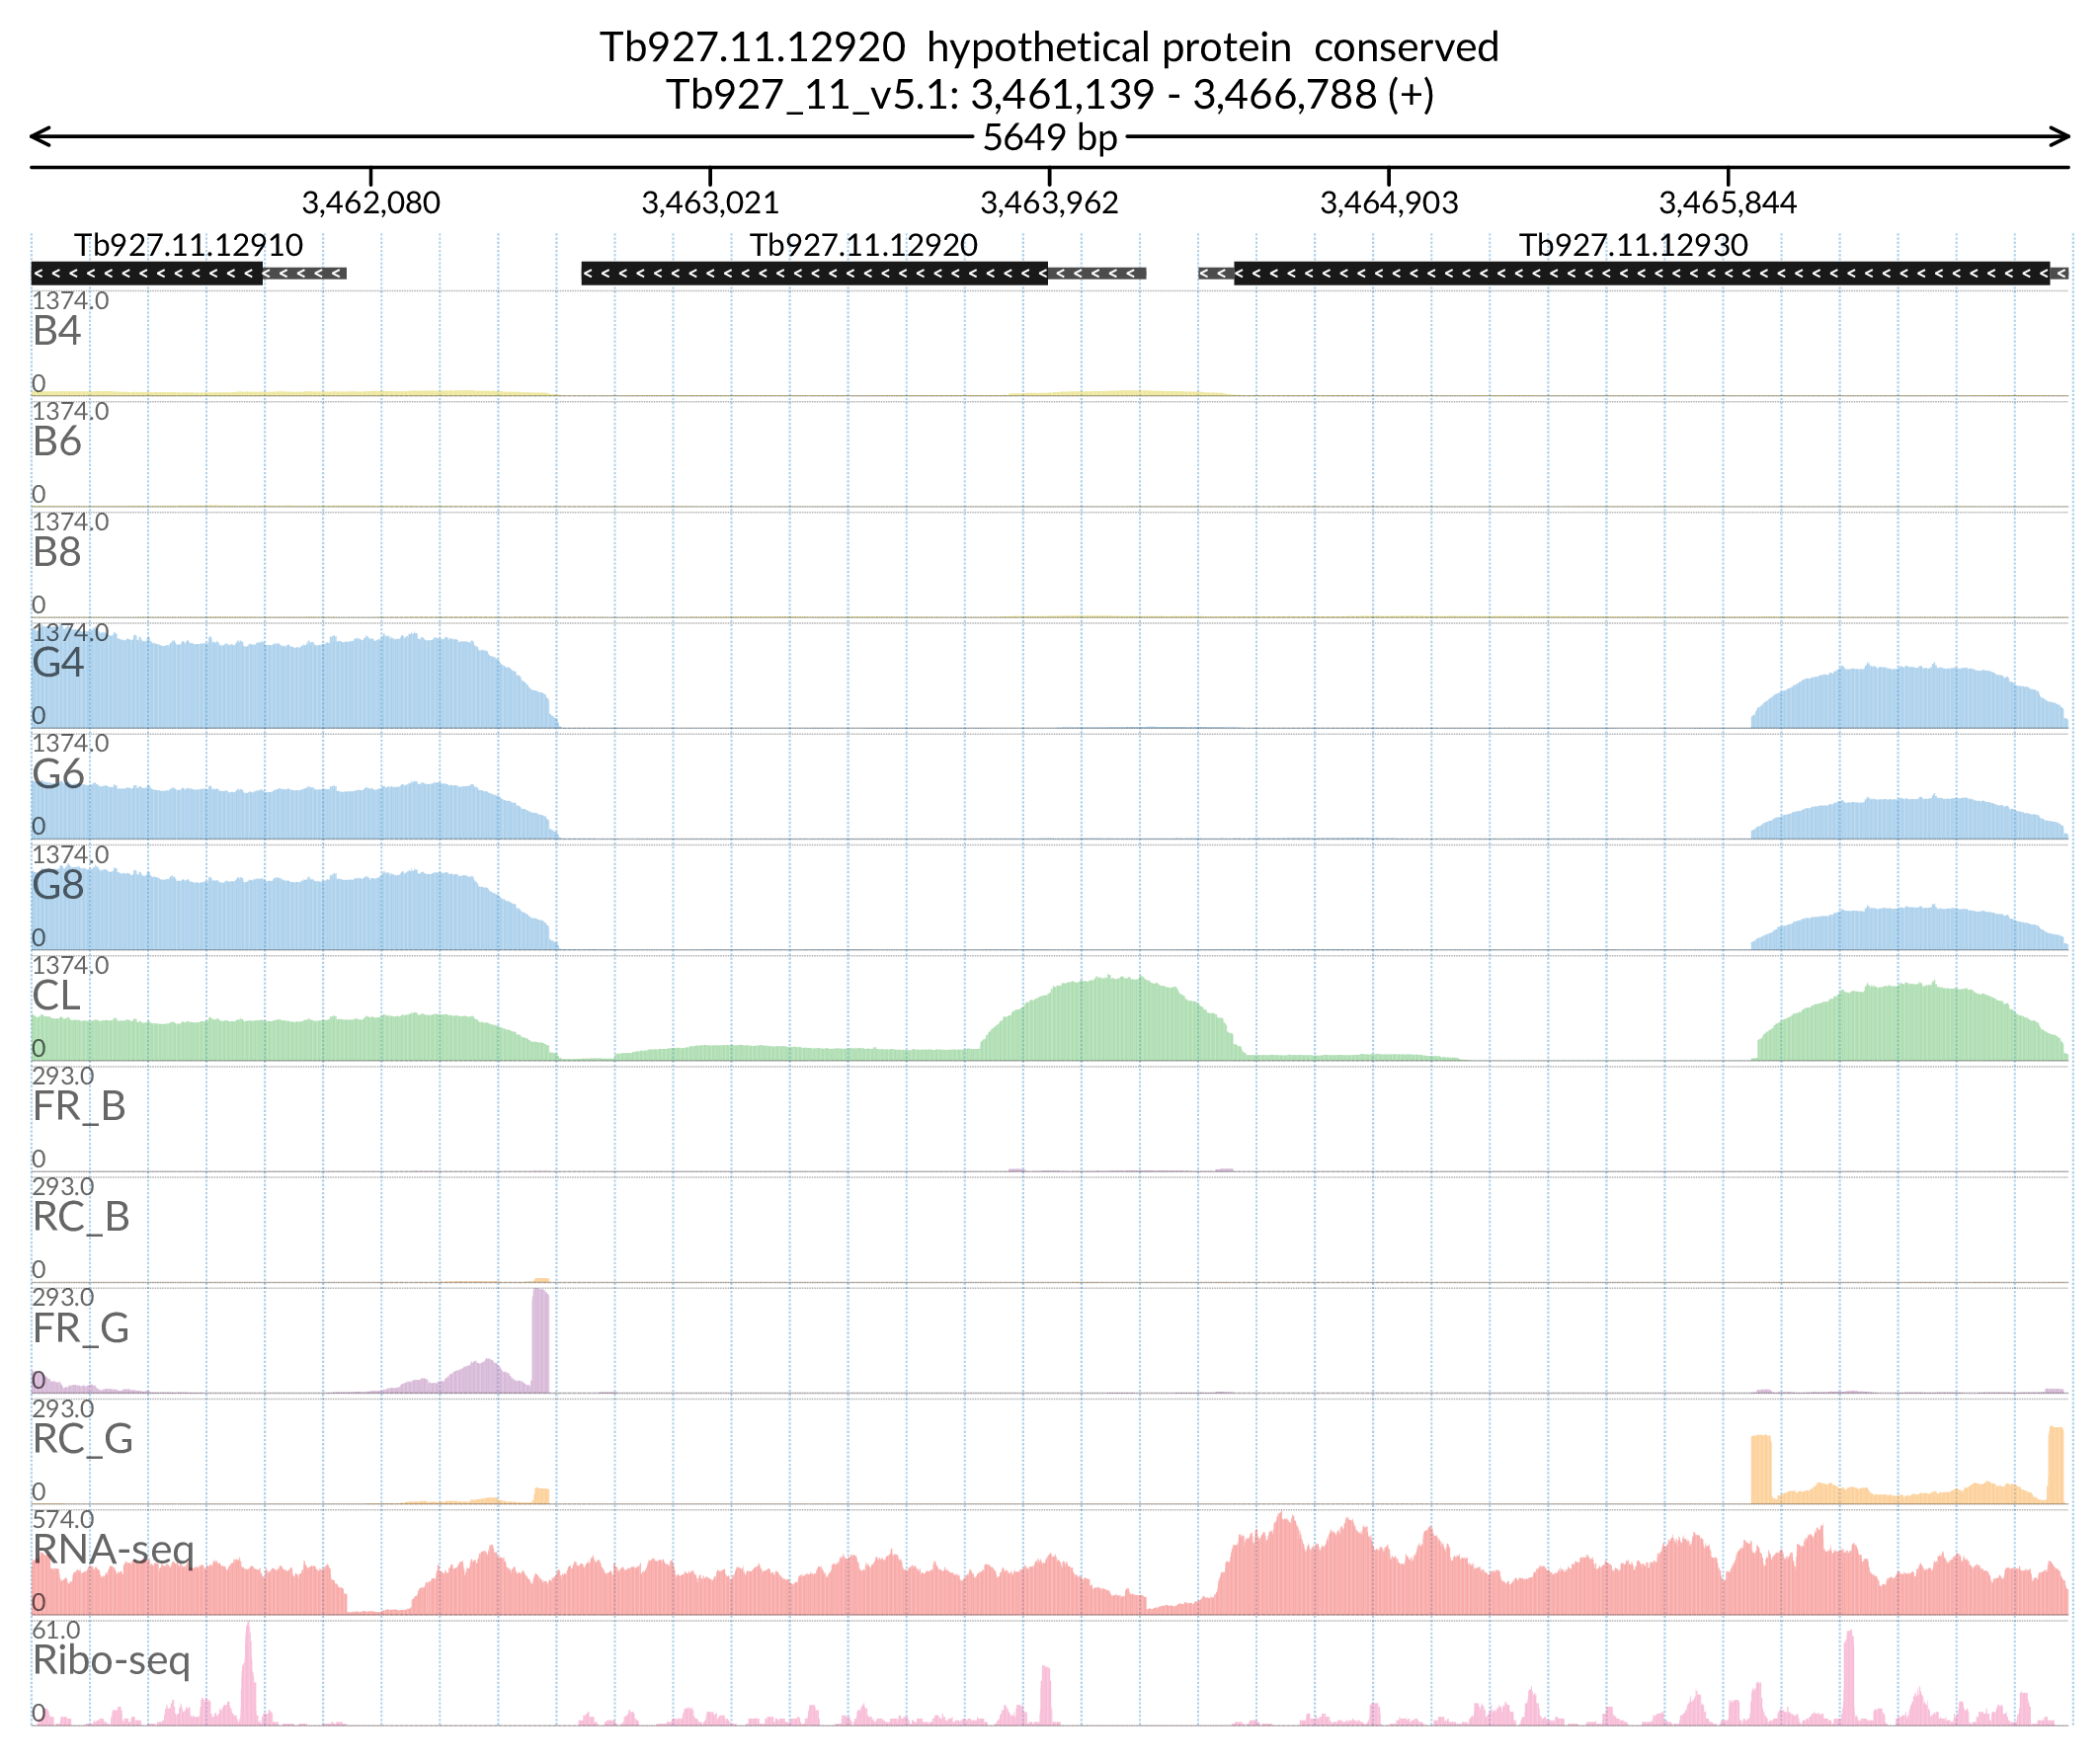 Tb927.11.12920 hypothetical protein conserved
Tb927_11_v5.1: 3,461,139 - 3,466,788 (+)
5649 bp
3,462,080 3,463,021 3,463,962 3,464,903 3,465,844
Tb927.11.12910 Tb927.11.12920 Tb927.11.12930
1374.0
B4
0
1374.0
B6
0
1374.0
B8
0
1374.0
G4
0
1374.0
G6
0
1374.0
G8
0
1374.0
CL
0
293.0
FR_B
0
293.0
RC_B
0
293.0
FR_G
0
293.0
RC_G
0
574.0
RNA-seq
0
61.0
Ribo-seq
0